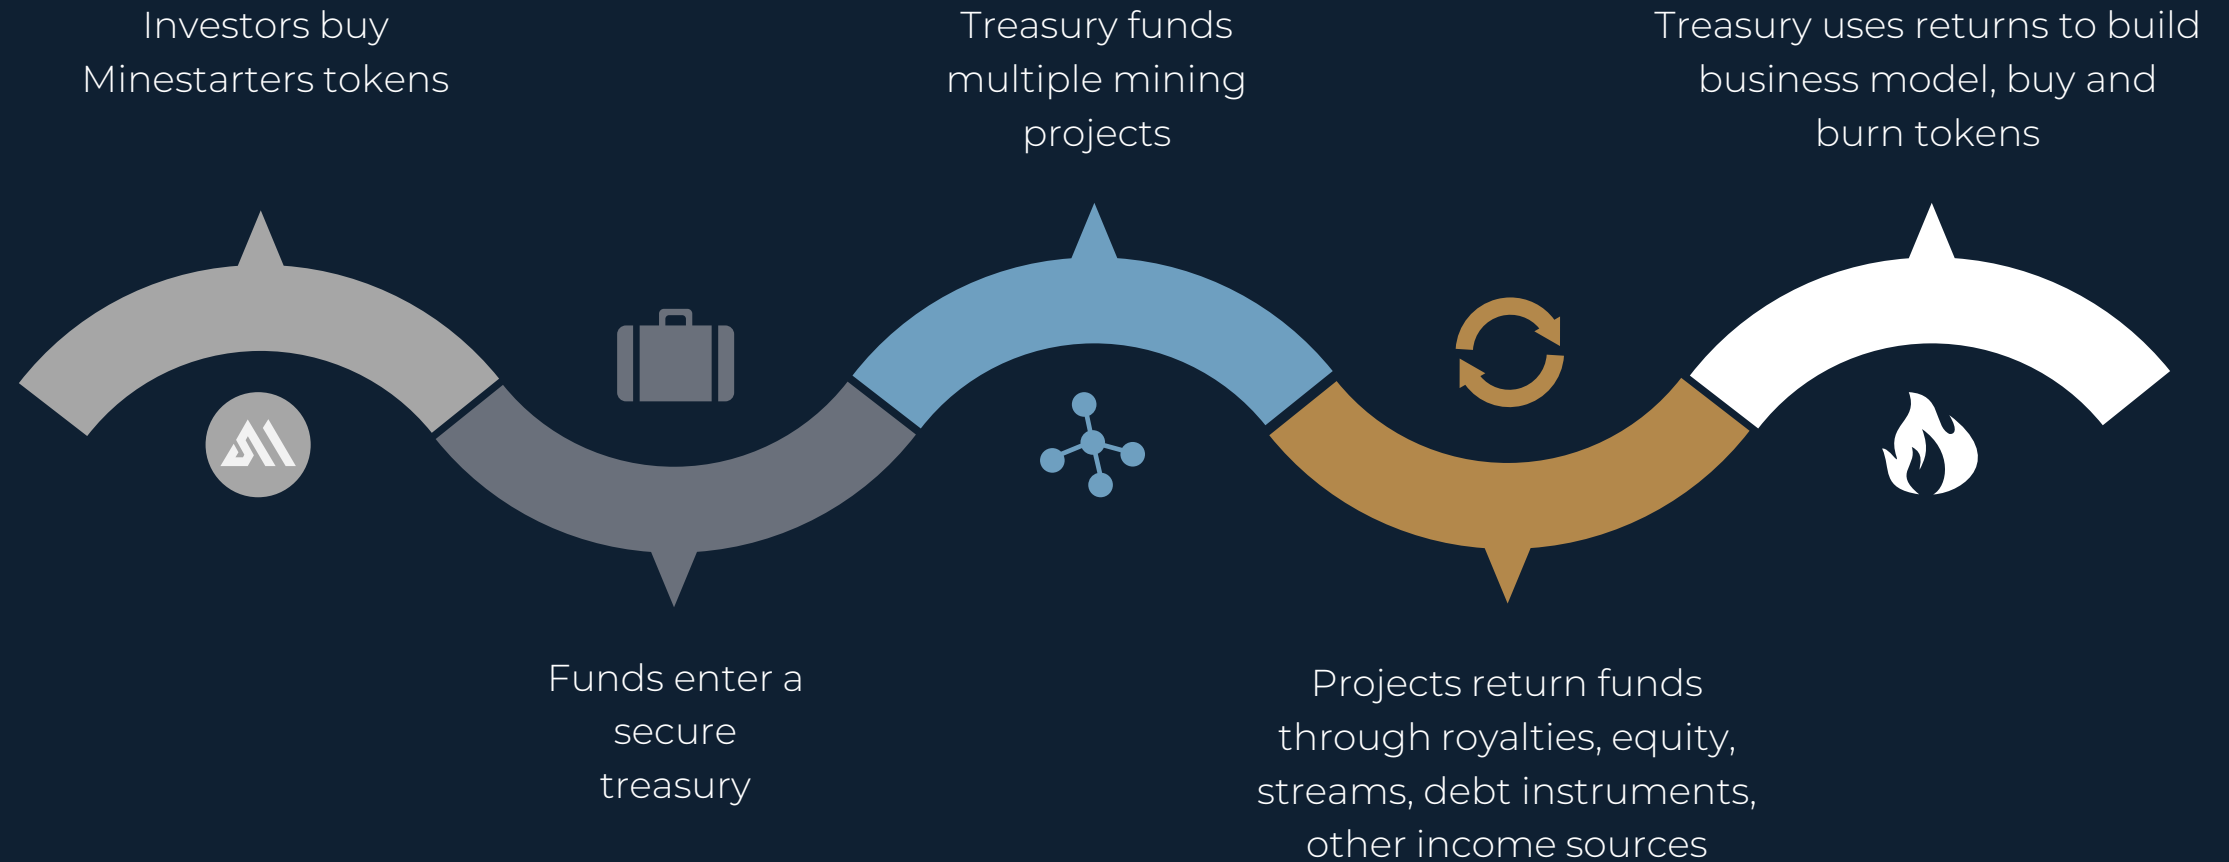 Investors buy
Minestarters tokens
Funds enter a
secure
treasury
Treasury funds
multiple mining
projects
Projects return funds
through royalties, equity,
streams, debt instruments,
other income sources
Treasury uses returns to build
business model, buy and
burn tokens